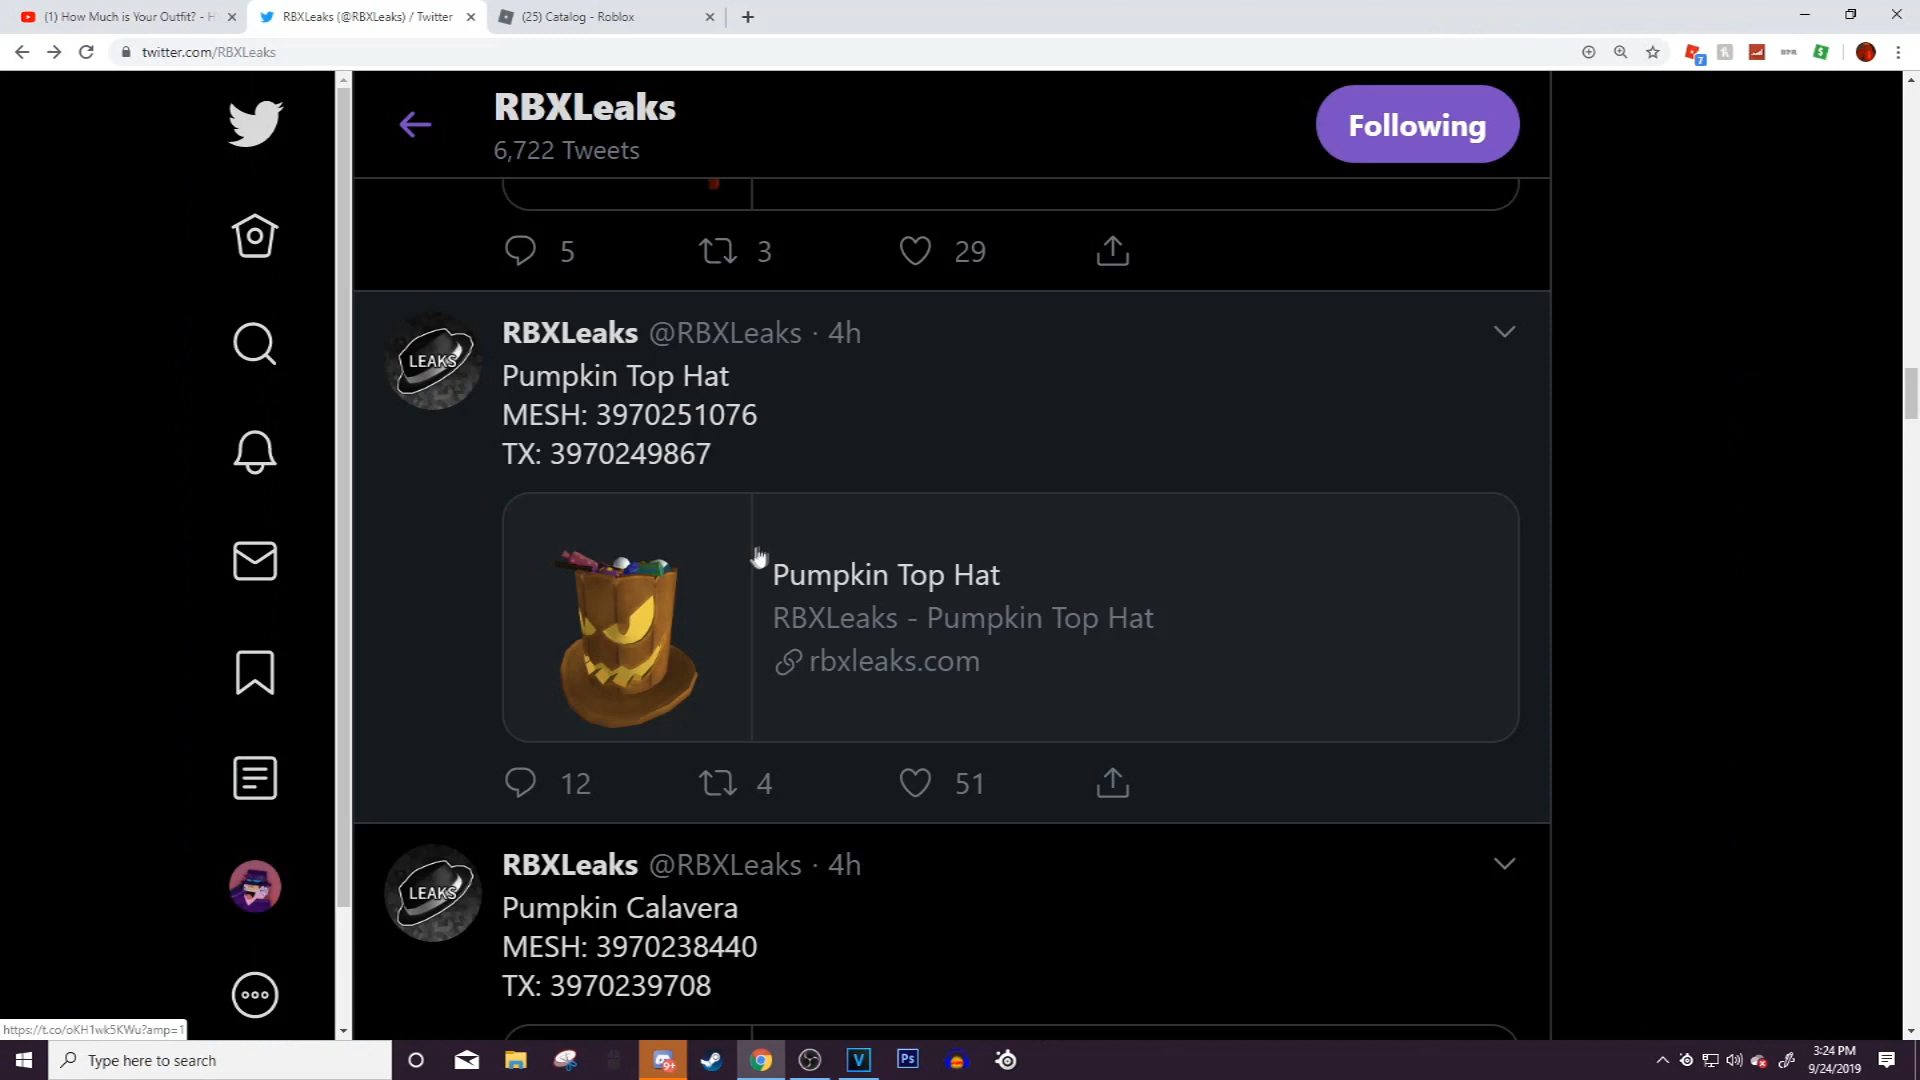 (1) How Much is Your Outfit? - H
RBXLeaks (@RBXLeaks) / Twitter
(25) Catalog - Roblox
twitter.com/RBXLeaks
7
RBXLeaks
6,722 Tweets
Following
5
3
29
RBXLeaks @RBXLeaks · 4h
LEAKS
Pumpkin Top Hat
MESH: 3970251076
TX: 3970249867
Pumpkin Top Hat
RBXLeaks - Pumpkin Top Hat
rbxleaks.com
12
4
51
RBXLeaks @RBXLeaks · 4h
LEAKS
Pumpkin Calavera
MESH: 3970238440
TX: 3970239708
https://t.co/oKH1wk5KWu?amp=1
Type here to search
9+
V
Ps
3:24 PM
9/24/2019